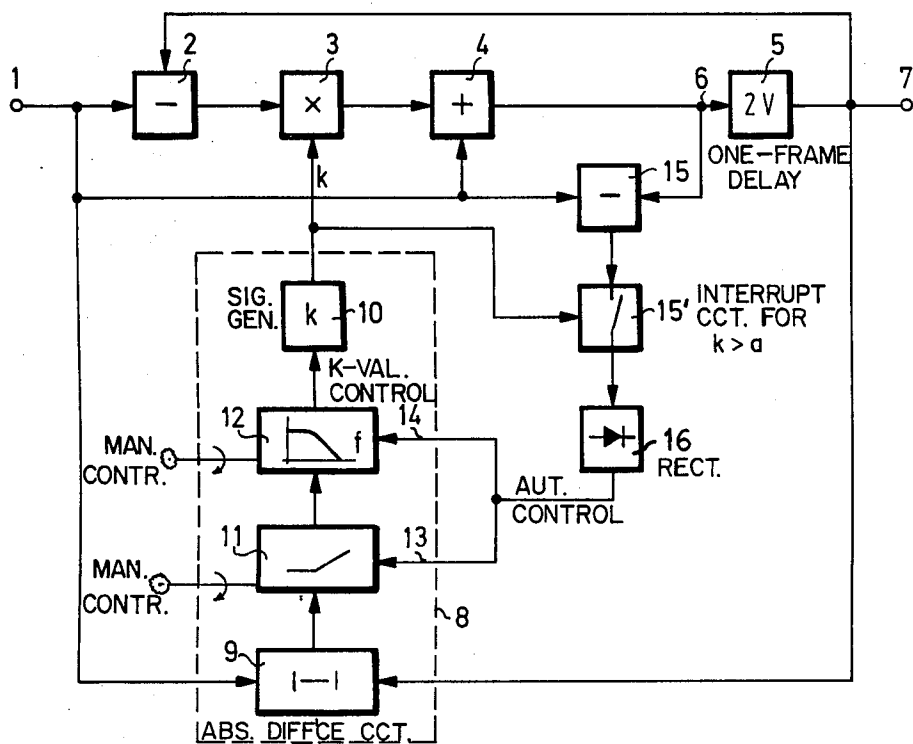 1
2
3
4
5
6
7
−
×
+
2V
ONE-FRAME
DELAY
k
15
−
SIG.
GEN.
k
10
15'
INTERRUPT
CCT. FOR
k > a
K-VAL.
CONTROL
12
f
14
MAN.
CONTR.
16
RECT.
AUT.
CONTROL
11
13
MAN.
CONTR.
8
9
|—|
ABS. DIFFCE CCT.